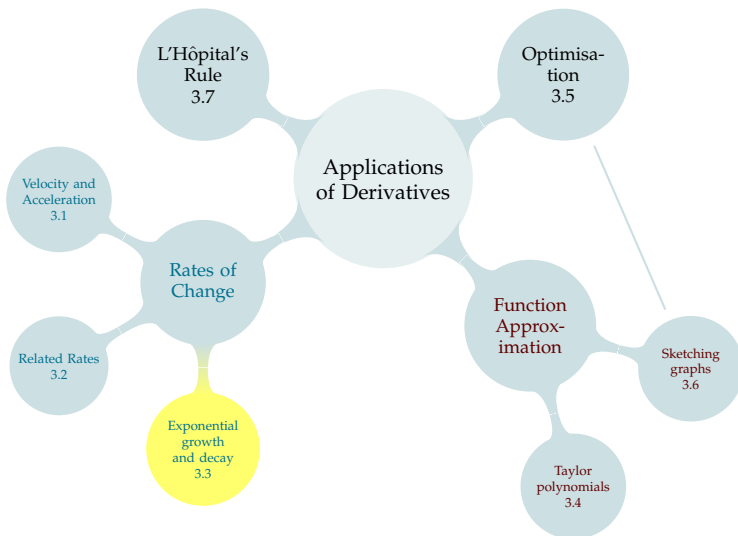 L'Hôpital's
Rule
3.7
Optimisa-
tion
3.5
Applications
of Derivatives
Velocity and
Acceleration
3.1
Rates of
Change
Related Rates
3.2
Exponential
growth
and decay
3.3
Function
Approx-
imation
Sketching
graphs
3.6
Taylor
polynomials
3.4